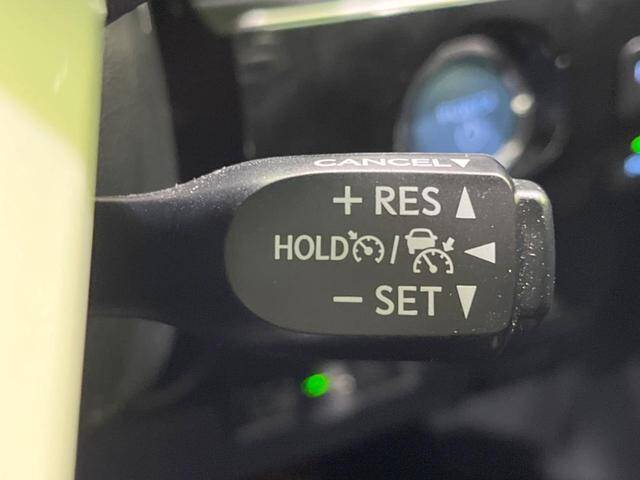 CANCEL▼
+ RES ▲
HOLD / ◀
− SET ▼